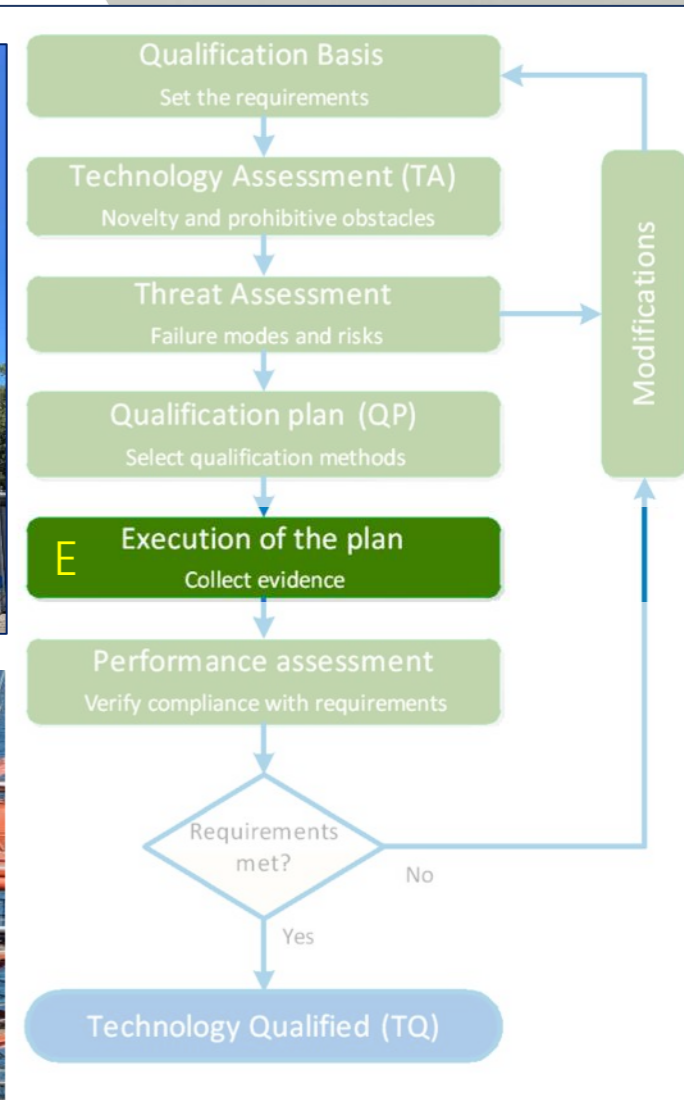 Qualification Basis
Set the requirements
Technology Assessment (TA)
Novelty and prohibitive obstacles
Threat Assessment
Failure modes and risks
Modifications
Qualification plan (QP)
Select qualification methods
E
Execution of the plan
Collect evidence
Performance assessment
Verify compliance with requirements
Requirements
met?
No
Yes
Technology Qualified (TQ)